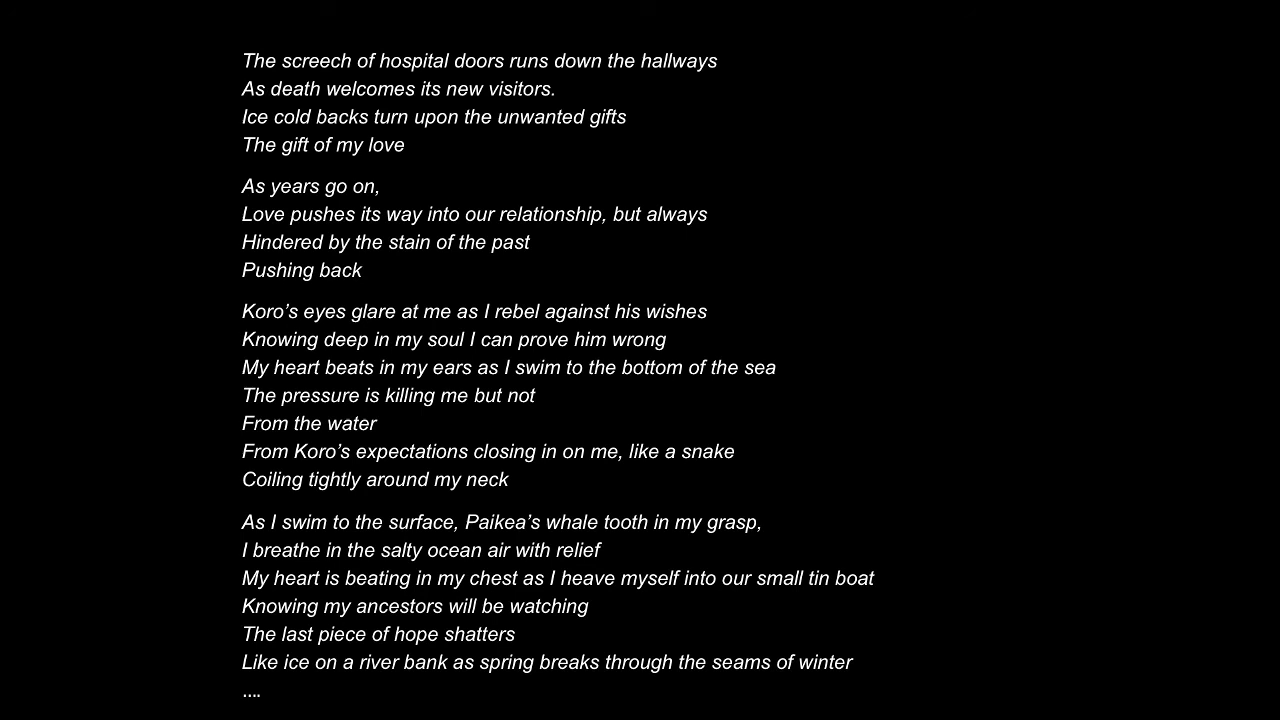 The screech of hospital doors runs down the hallways
As death welcomes its new visitors.
Ice cold backs turn upon the unwanted gifts
The gift of my love
As years go on,
Love pushes its way into our relationship, but always
Hindered by the stain of the past
Pushing back
Koro’s eyes glare at me as I rebel against his wishes
Knowing deep in my soul I can prove him wrong
My heart beats in my ears as I swim to the bottom of the sea
The pressure is killing me but not
From the water
From Koro’s expectations closing in on me, like a snake
Coiling tightly around my neck
As I swim to the surface, Paikea’s whale tooth in my grasp,
I breathe in the salty ocean air with relief
My heart is beating in my chest as I heave myself into our small tin boat
Knowing my ancestors will be watching
The last piece of hope shatters
Like ice on a river bank as spring breaks through the seams of winter
....